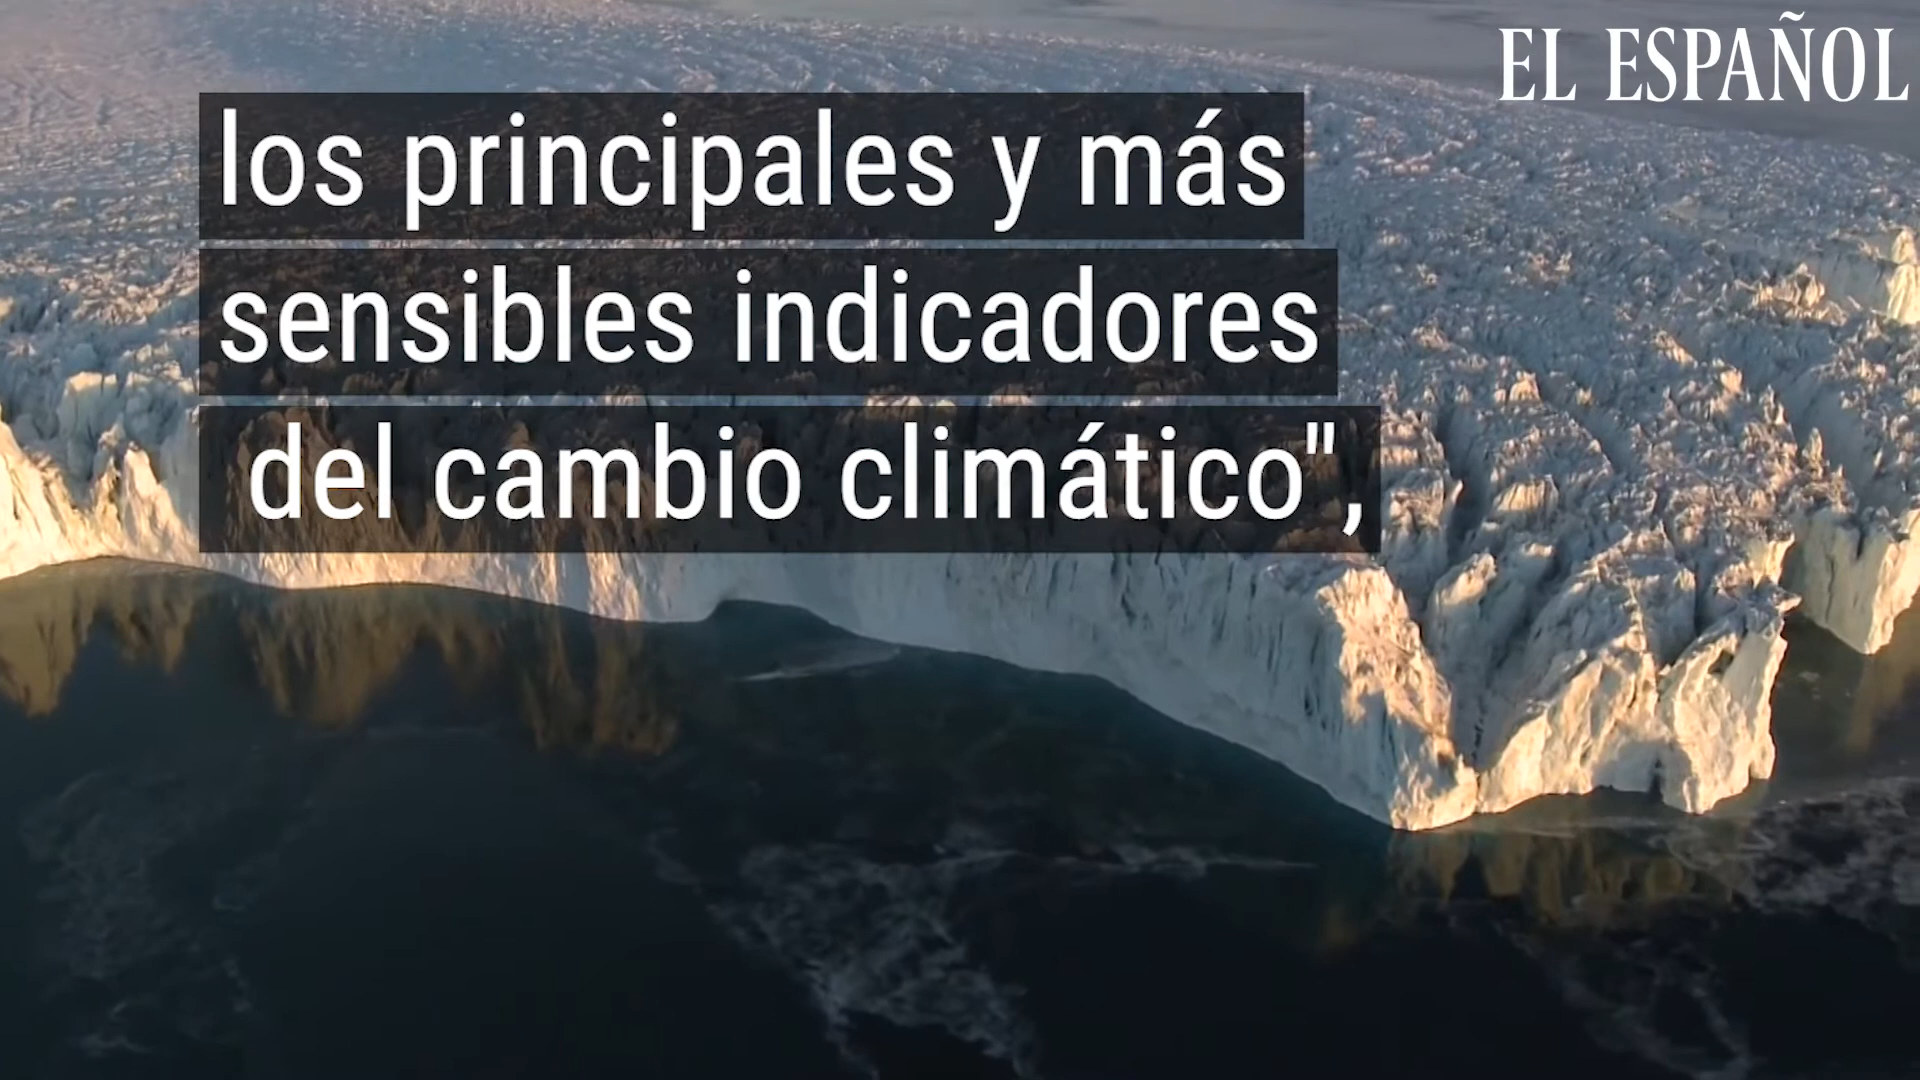 EL ESPAÑOL
los principales y más
sensibles indicadores
del cambio climático",